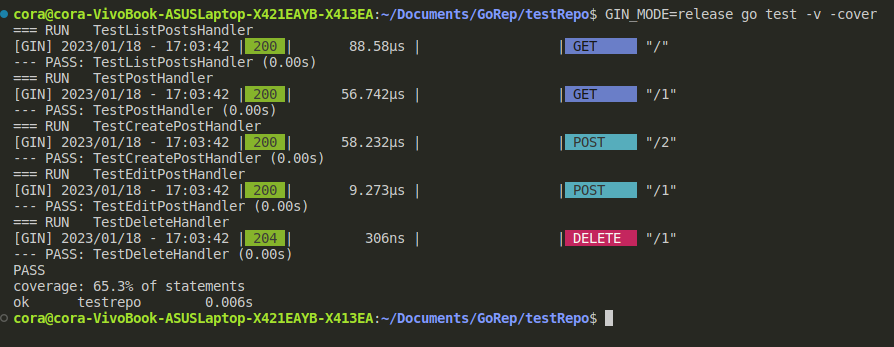 cora@cora-VivoBook-ASUSLaptop-X421EAYB-X413EA:~/Documents/GoRep/testRepo$ GIN_MODE=release go test -v -cover
=== RUN   TestListPostsHandler
[GIN] 2023/01/18 - 17:03:42 | 200 |      88.58µs |                 | GET      "/"
--- PASS: TestListPostsHandler (0.00s)
=== RUN   TestPostHandler
[GIN] 2023/01/18 - 17:03:42 | 200 |      56.742µs |                 | GET      "/1"
--- PASS: TestPostHandler (0.00s)
=== RUN   TestCreatePostHandler
[GIN] 2023/01/18 - 17:03:42 | 200 |      58.232µs |                 | POST     "/2"
--- PASS: TestCreatePostHandler (0.00s)
=== RUN   TestEditPostHandler
[GIN] 2023/01/18 - 17:03:42 | 200 |       9.273µs |                 | POST     "/1"
--- PASS: TestEditPostHandler (0.00s)
=== RUN   TestDeleteHandler
[GIN] 2023/01/18 - 17:03:42 | 204 |         306ns |                 | DELETE   "/1"
--- PASS: TestDeleteHandler (0.00s)
PASS
coverage: 65.3% of statements
ok      testrepo        0.006s
cora@cora-VivoBook-ASUSLaptop-X421EAYB-X413EA:~/Documents/GoRep/testRepo$